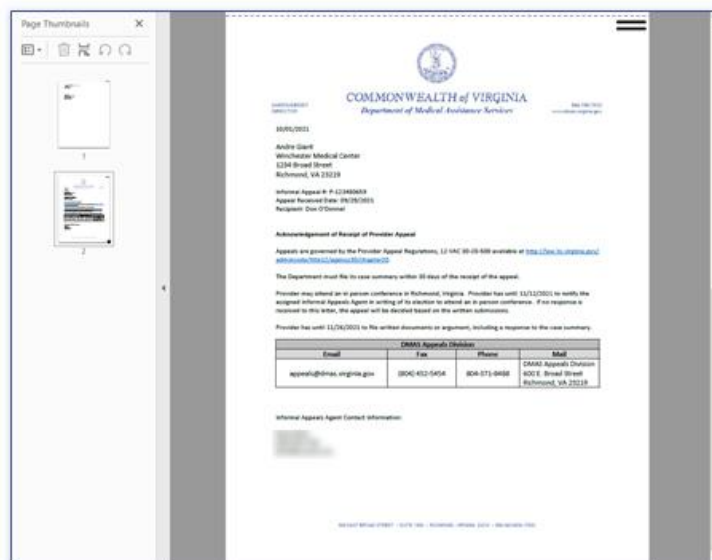 Page Thumbnails
1
2
COMMONWEALTH of VIRGINIA
Department of Medical Assistance Services
DIRECTOR
10/01/2021
Andre Giant
Winchester Medical Center
1234 Broad Street
Richmond, VA 23219
Informal Appeal #:
Appeal Received Date: 09/28/2021
Recipient: Don O'Donnel
Acknowledgement of Receipt of Provider Appeal
Appeals are governed by the Provider Appeal Regulations, 12 VAC 30-20-500 available at
The Department must file its case summary within 30 days of the receipt of the appeal.
Provider may attend an in person conference in Richmond, Virginia. Provider has until 11/12/2021 to notify the
assigned Informal Appeals Agent in writing of its election to attend an in person conference. If no response is
received to this letter, the appeal will be decided based on the written submissions.
Provider has until 11/26/2021 to file written documents or argument, including a response to the case summary.
DMAS Appeals Division
Email Fax Phone Mail
appeals@dmas.virginia.gov (804) 452-5454 804-371-8488 DMAS Appeals Division
600 E. Broad Street
Richmond, VA 23219
Informal Appeals Agent Contact Information: